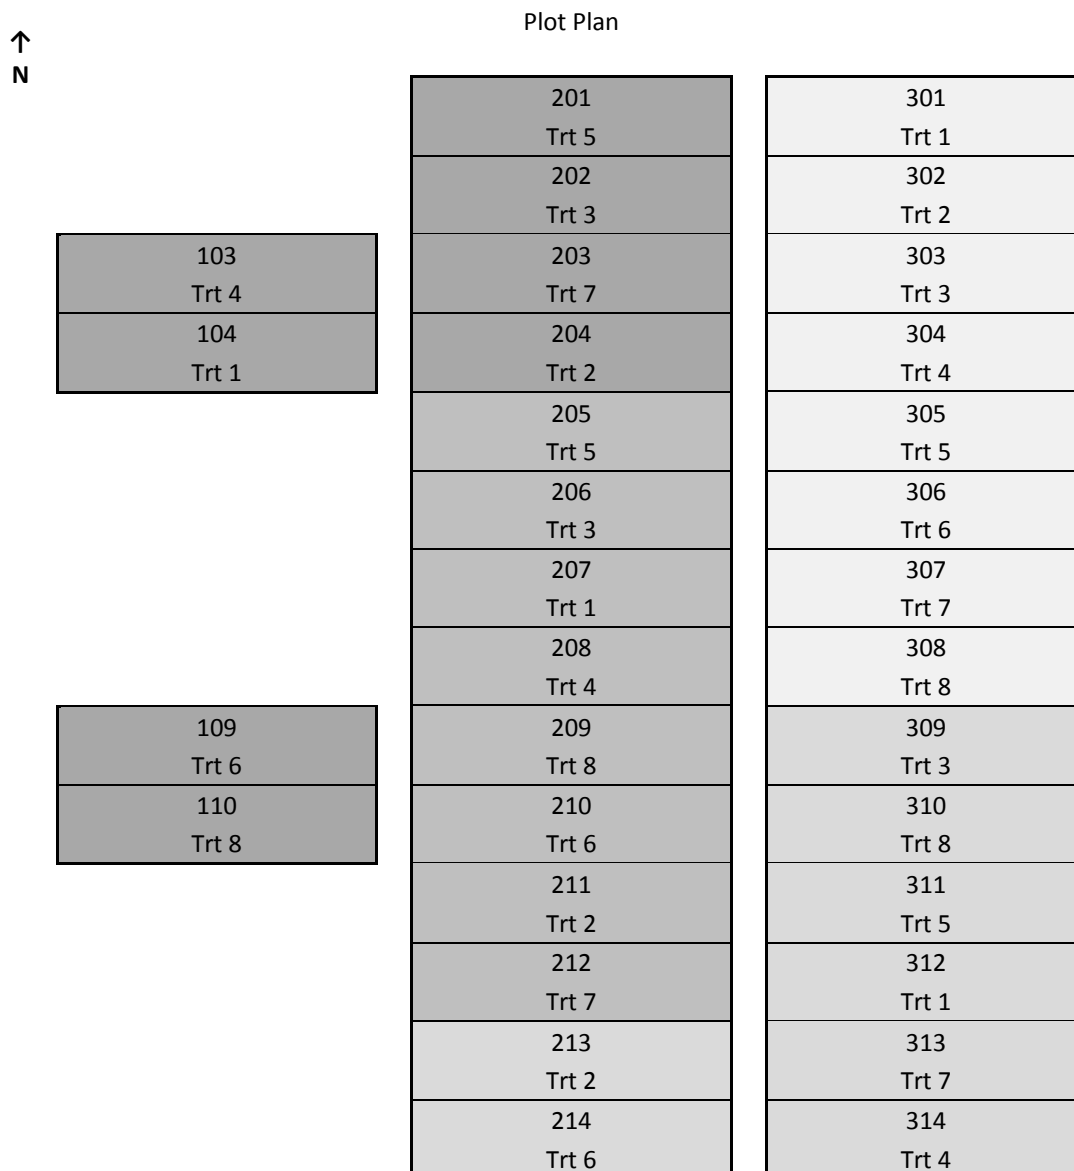 Plot Plan
↑
N
201
Trt 5
301
Trt 1
202
Trt 3
302
Trt 2
103
Trt 4
203
Trt 7
303
Trt 3
104
Trt 1
204
Trt 2
304
Trt 4
205
Trt 5
305
Trt 5
206
Trt 3
306
Trt 6
207
Trt 1
307
Trt 7
208
Trt 4
308
Trt 8
109
Trt 6
209
Trt 8
309
Trt 3
110
Trt 8
210
Trt 6
310
Trt 8
211
Trt 2
311
Trt 5
212
Trt 7
312
Trt 1
213
Trt 2
313
Trt 7
214
Trt 6
314
Trt 4